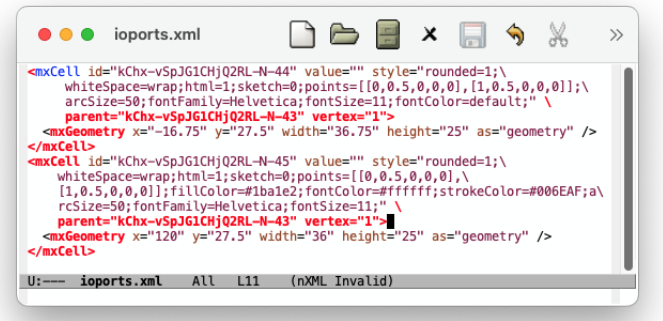 ioports.xml
<mxCell id="kChx-vSpJG1CHjQ2RL-N-44" value="" style="rounded=1;\
whiteSpace=wrap;html=1;sketch=0;points=[[0,0.5,0,0,0],[1,0.5,0,0,0]];\
arcSize=50;fontFamily=Helvetica;fontSize=11;fontColor=default;" \
parent="kChx-vSpJG1CHjQ2RL-N-43" vertex="1">
<mxGeometry x="-16.75" y="27.5" width="36.75" height="25" as="geometry" />
</mxCell>
<mxCell id="kChx-vSpJG1CHjQ2RL-N-45" value="" style="rounded=1;\
whiteSpace=wrap;html=1;sketch=0;points=[[0,0.5,0,0,0],\
[1,0.5,0,0,0]];fillColor=#1ba1e2;fontColor=#ffffff;strokeColor=#006EAF;a\
rcSize=50;fontFamily=Helvetica;fontSize=11;" \
parent="kChx-vSpJG1CHjQ2RL-N-43" vertex="1">
<mxGeometry x="120" y="27.5" width="36" height="25" as="geometry" />
</mxCell>
U:--- ioports.xml All L11 (nXML Invalid)